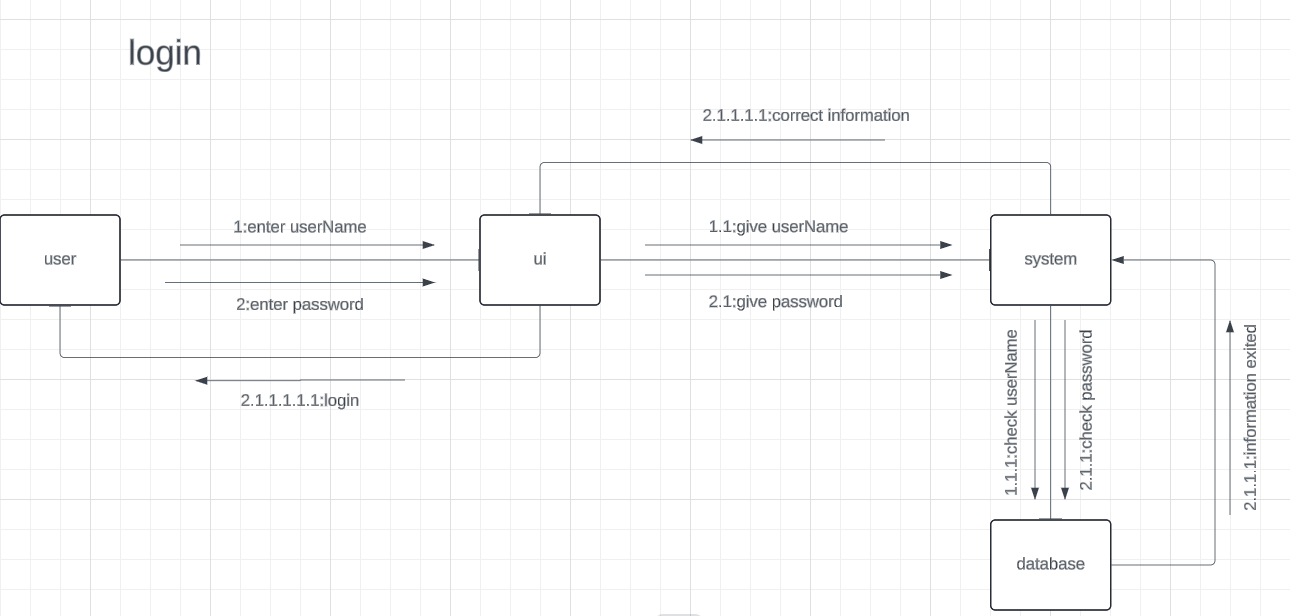 login
2.1.1.1.1:correct information
1:enter userName
1.1:give userName
user
ui
system
2:enter password
2.1:give password
1.1.1:check userName
2.1.1:check password
2.1.1.1:information exited
2.1.1.1.1.1:login
database